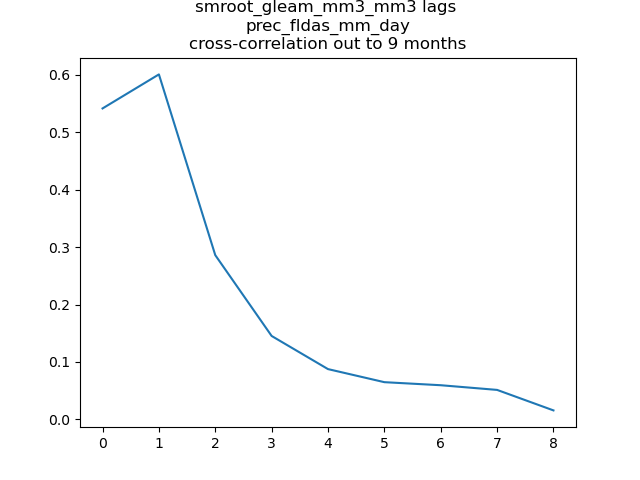 smroot_gleam_mm3_mm3 lags
prec_fldas_mm_day
cross-correlation out to 9 months
0.6
0.5
0.4
0.3
0.2
0.1
0.0
0 1 2 3 4 5 6 7 8